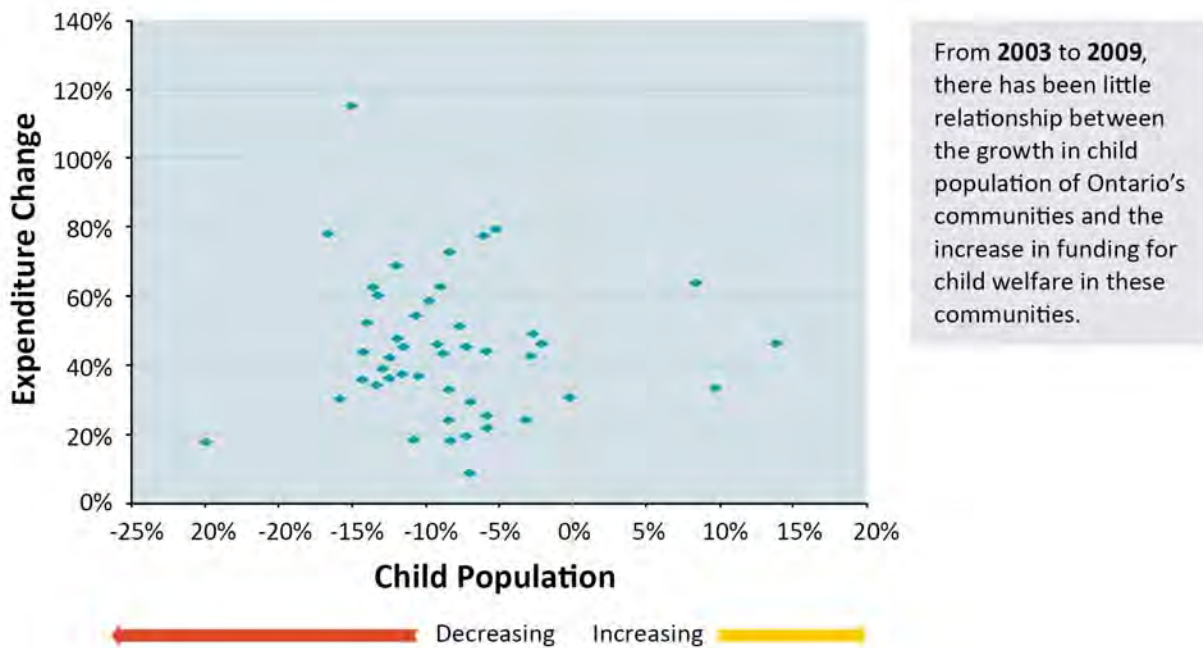 140%
120%
100%
80%
60%
40%
20%
0%
Expenditure Change
-25% 20% -20% -15% -10% -5% 0% 5% 10% 15% 20%
Child Population
Decreasing Increasing
From 2003 to 2009,
there has been little
relationship between
the growth in child
population of Ontario’s
communities and the
increase in funding for
child welfare in these
communities.